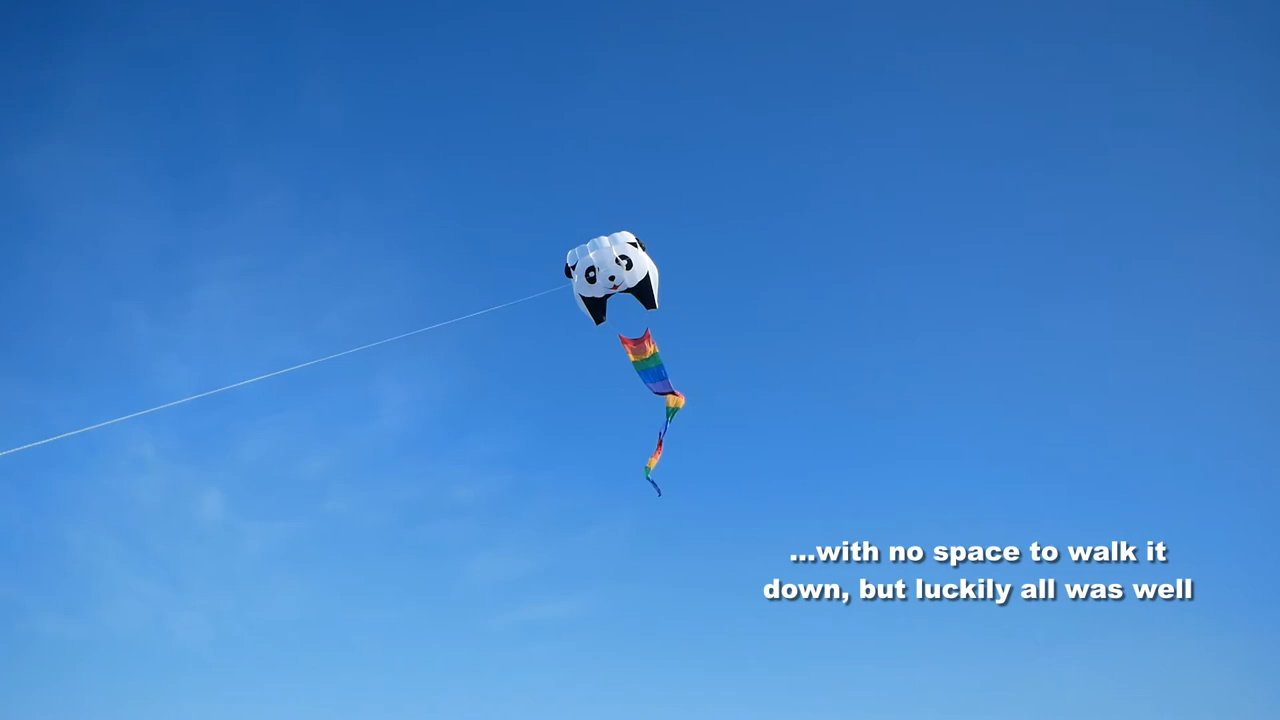 ...with no space to walk it
down, but luckily all was well